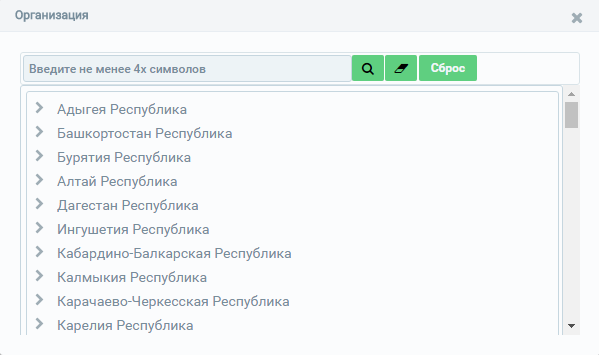 Организация
Введите не менее 4х символов
Сброс
Адыгея Республика
Башкортостан Республика
Бурятия Республика
Алтай Республика
Дагестан Республика
Ингушетия Республика
Кабардино-Балкарская Республика
Калмыкия Республика
Карачаево-Черкесская Республика
Карелия Республика